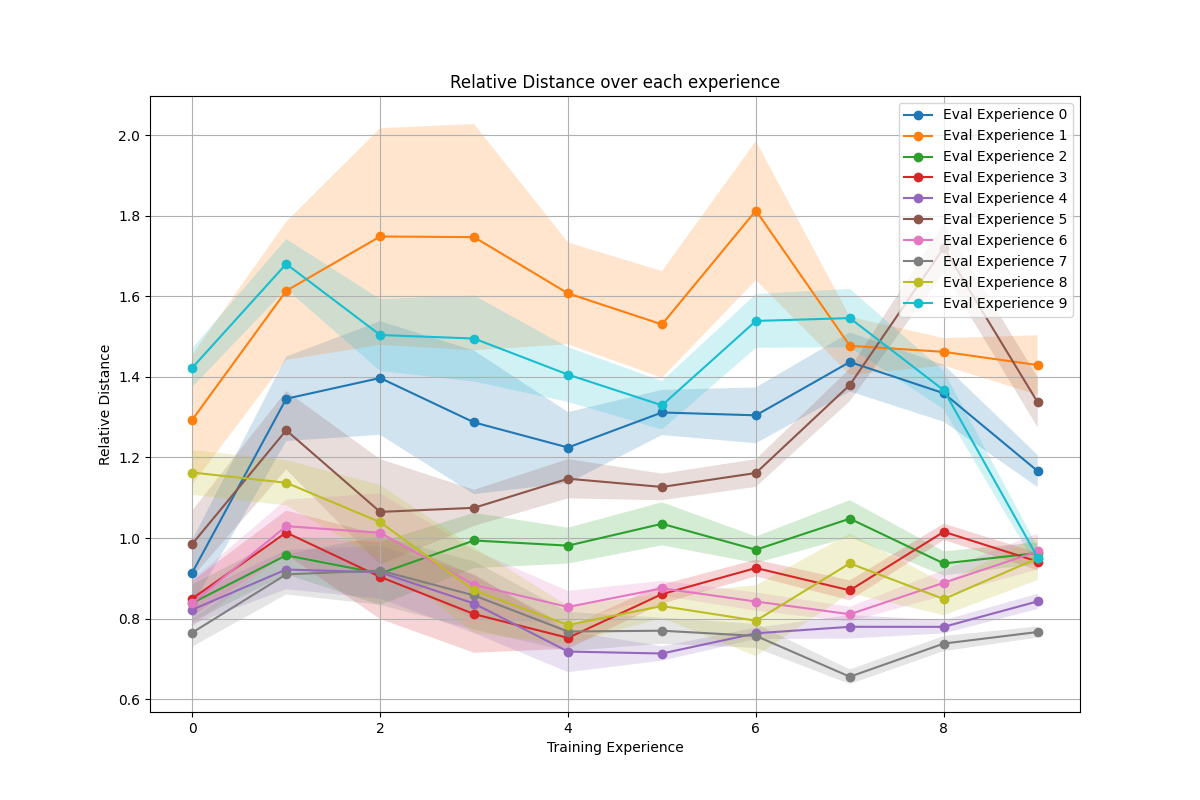 Relative Distance over each experience
Relative Distance
2.0
1.8
1.6
1.4
1.2
1.0
0.8
0.6
Eval Experience 0
Eval Experience 1
Eval Experience 2
Eval Experience 3
Eval Experience 4
Eval Experience 5
Eval Experience 6
Eval Experience 7
Eval Experience 8
Eval Experience 9
0 2 4 6 8
Training Experience